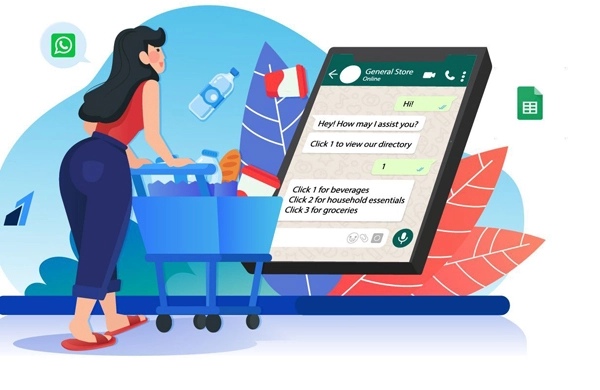 General Store
Online
Hi!
Hey! How may I assist you?
Click 1 to view our directory
1
Click 1 for beverages
Click 2 for household essentials
Click 3 for groceries